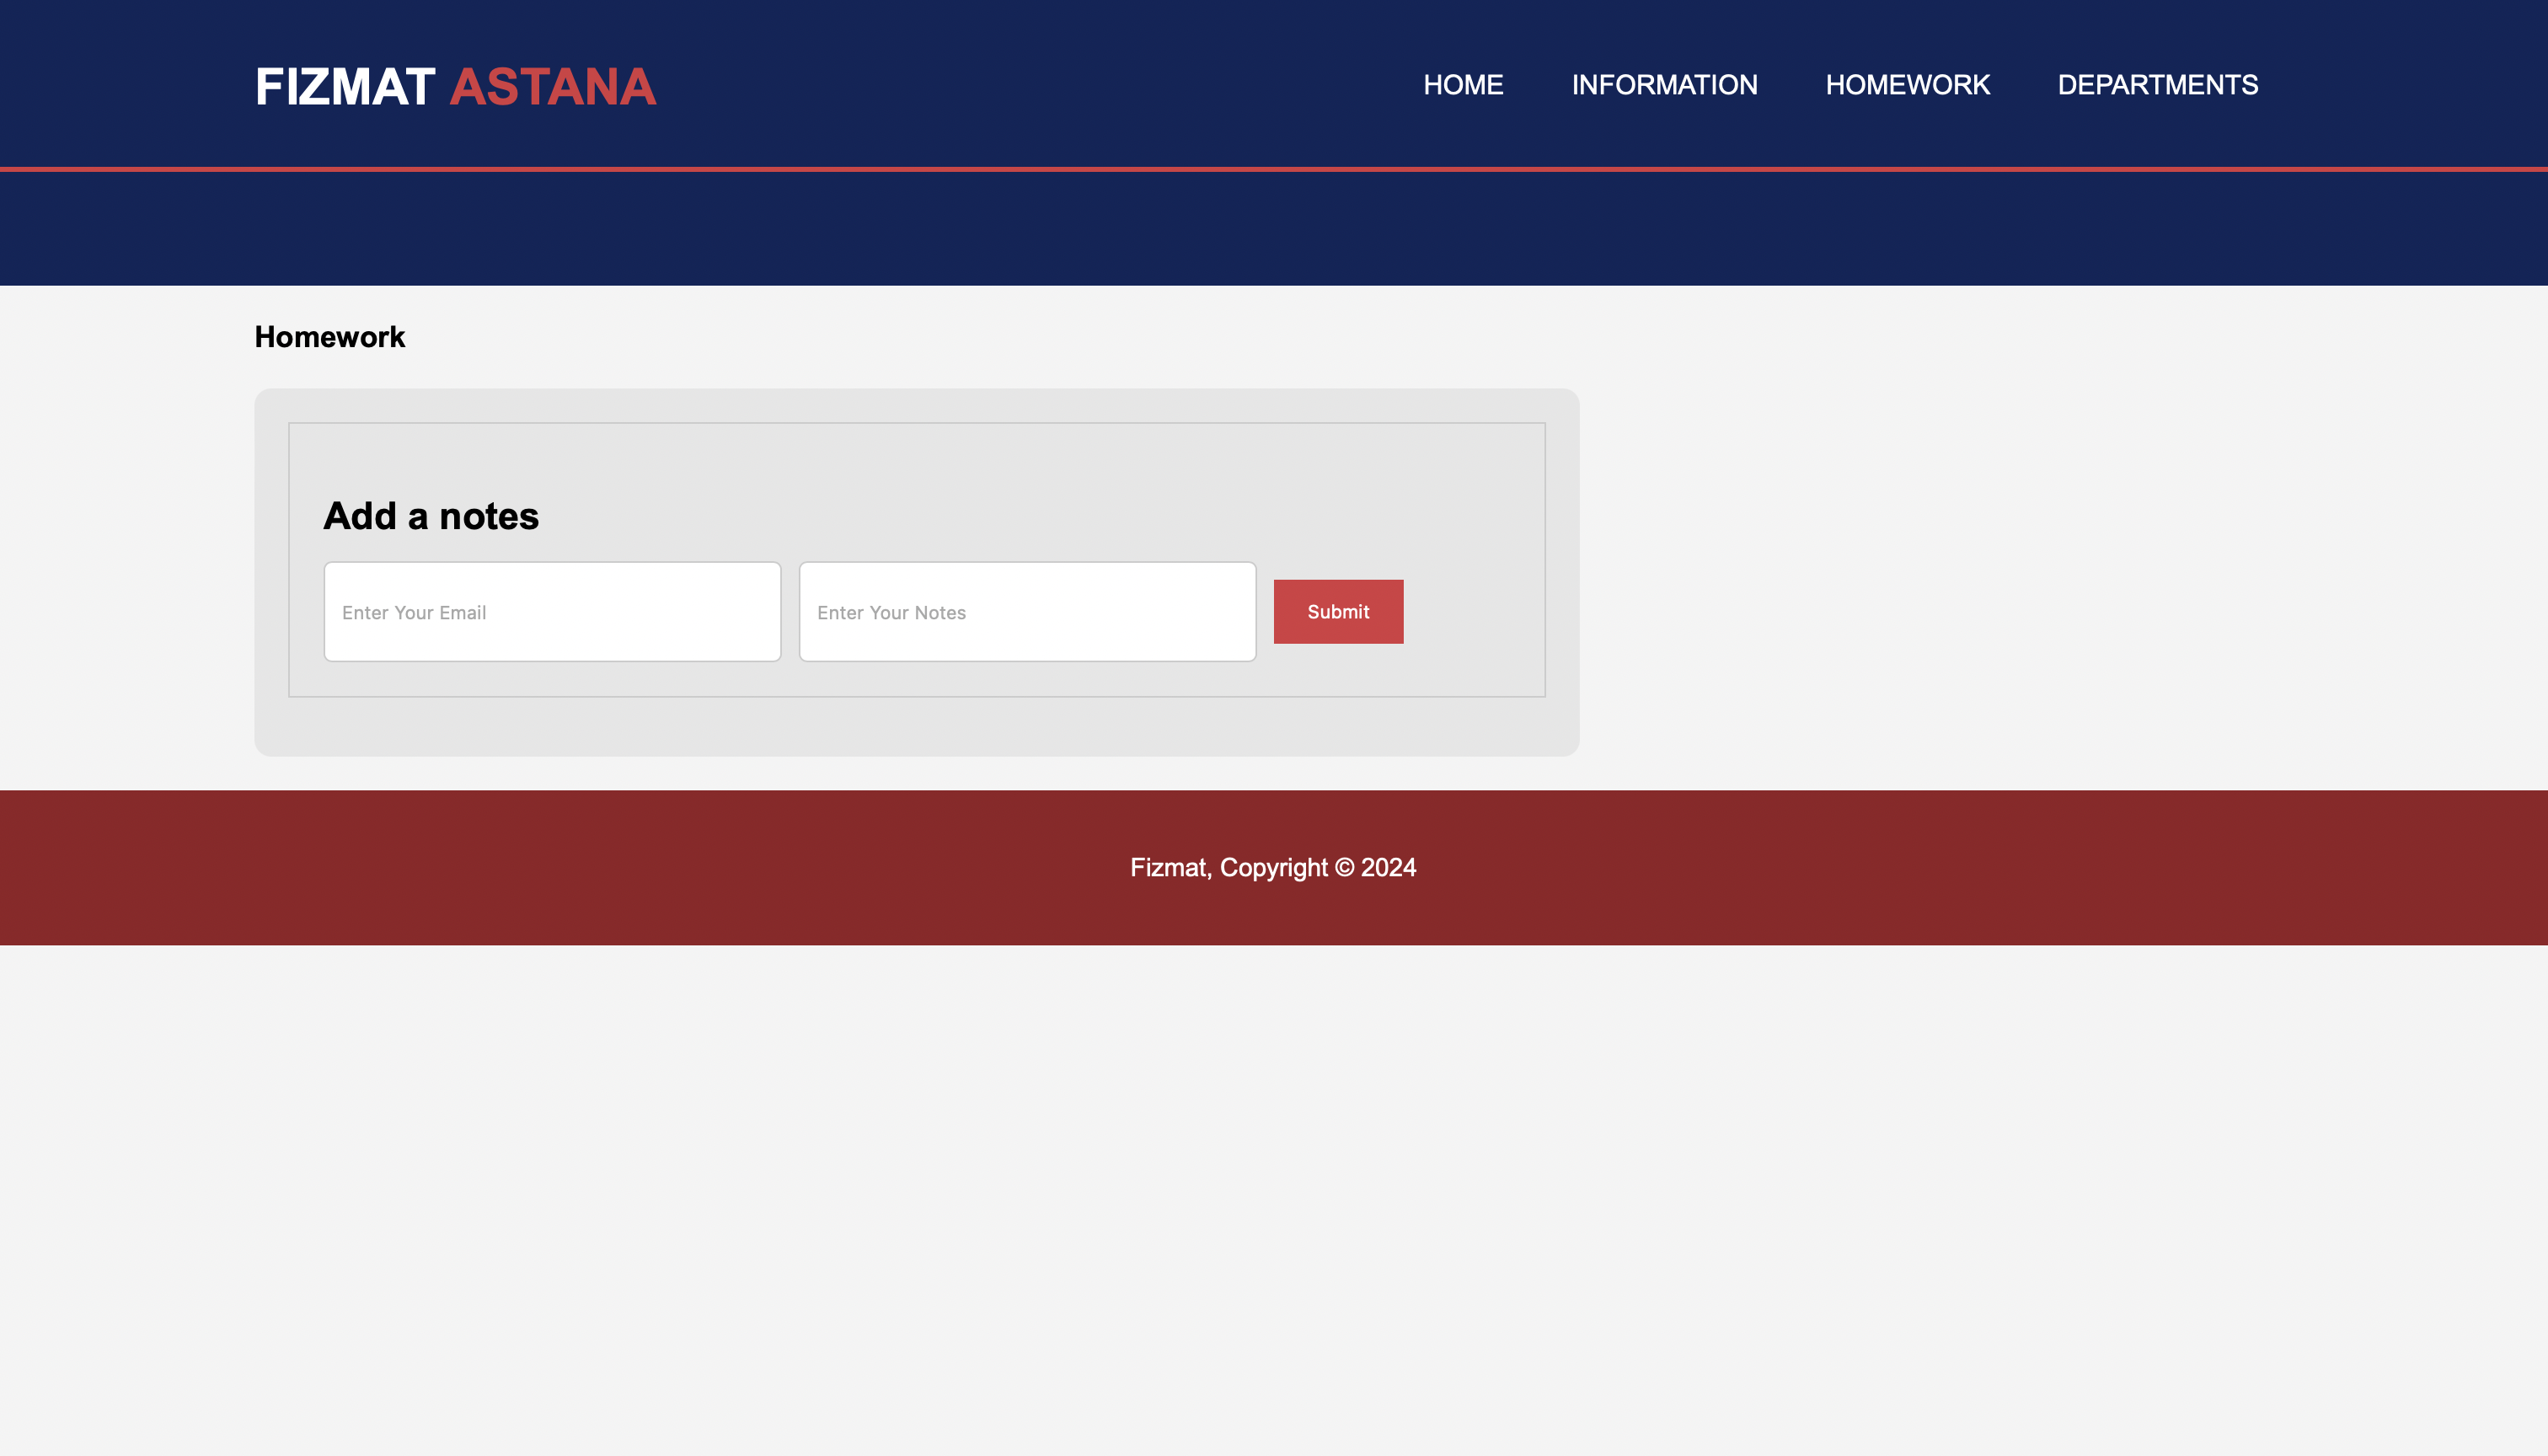 FIZMAT ASTANA
HOME INFORMATION HOMEWORK DEPARTMENTS
Homework
Add a notes
Enter Your Email
Enter Your Notes
Submit
Fizmat, Copyright © 2024